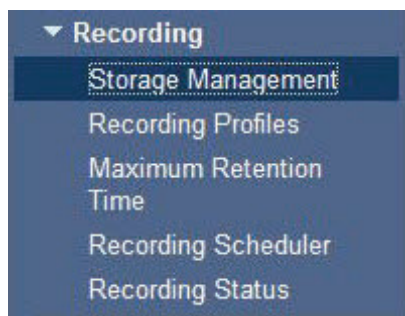 Recording
Storage Management
Recording Profiles
Maximum Retention
Time
Recording Scheduler
Recording Status